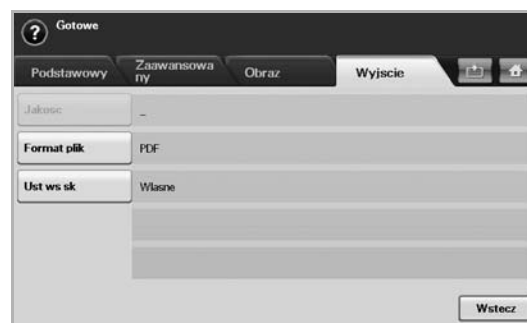 Gotowe
Podstawowy
Zaawansowa
ny
Obraz
Wyjscie
Jakosc
_
Format plik
PDF
Ust ws sk
Wlasne
Wstecz